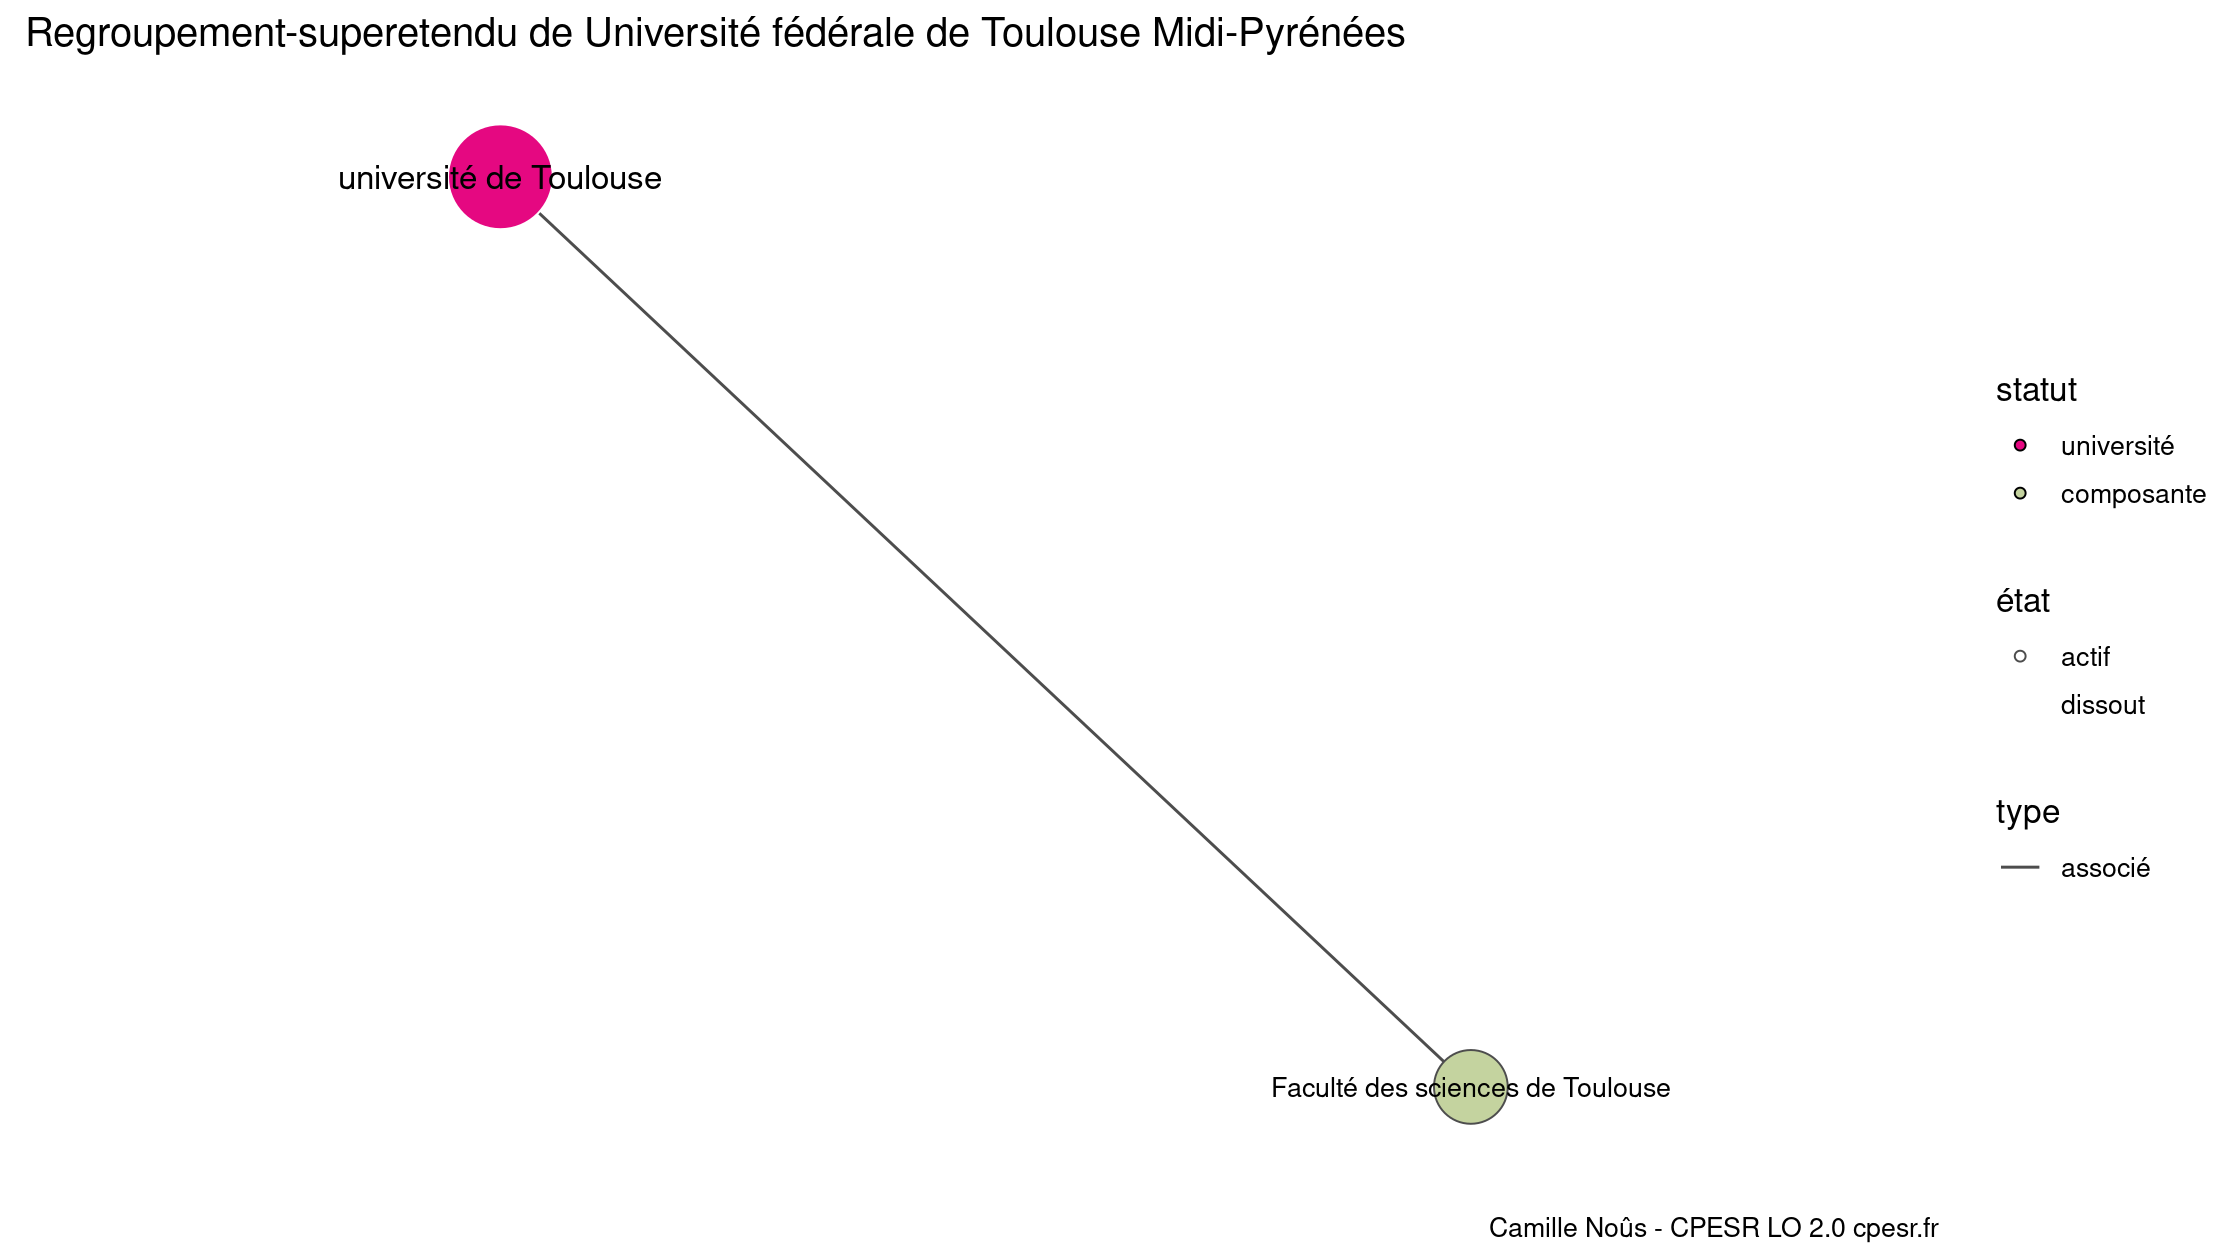 Regroupement-superetendu de Université fédérale de Toulouse Midi-Pyrénées
université de Toulouse
statut
université
composante
état
actif
dissout
type
associé
Faculté des sciences de Toulouse
Camille Noûs - CPESR LO 2.0 cpesr.fr